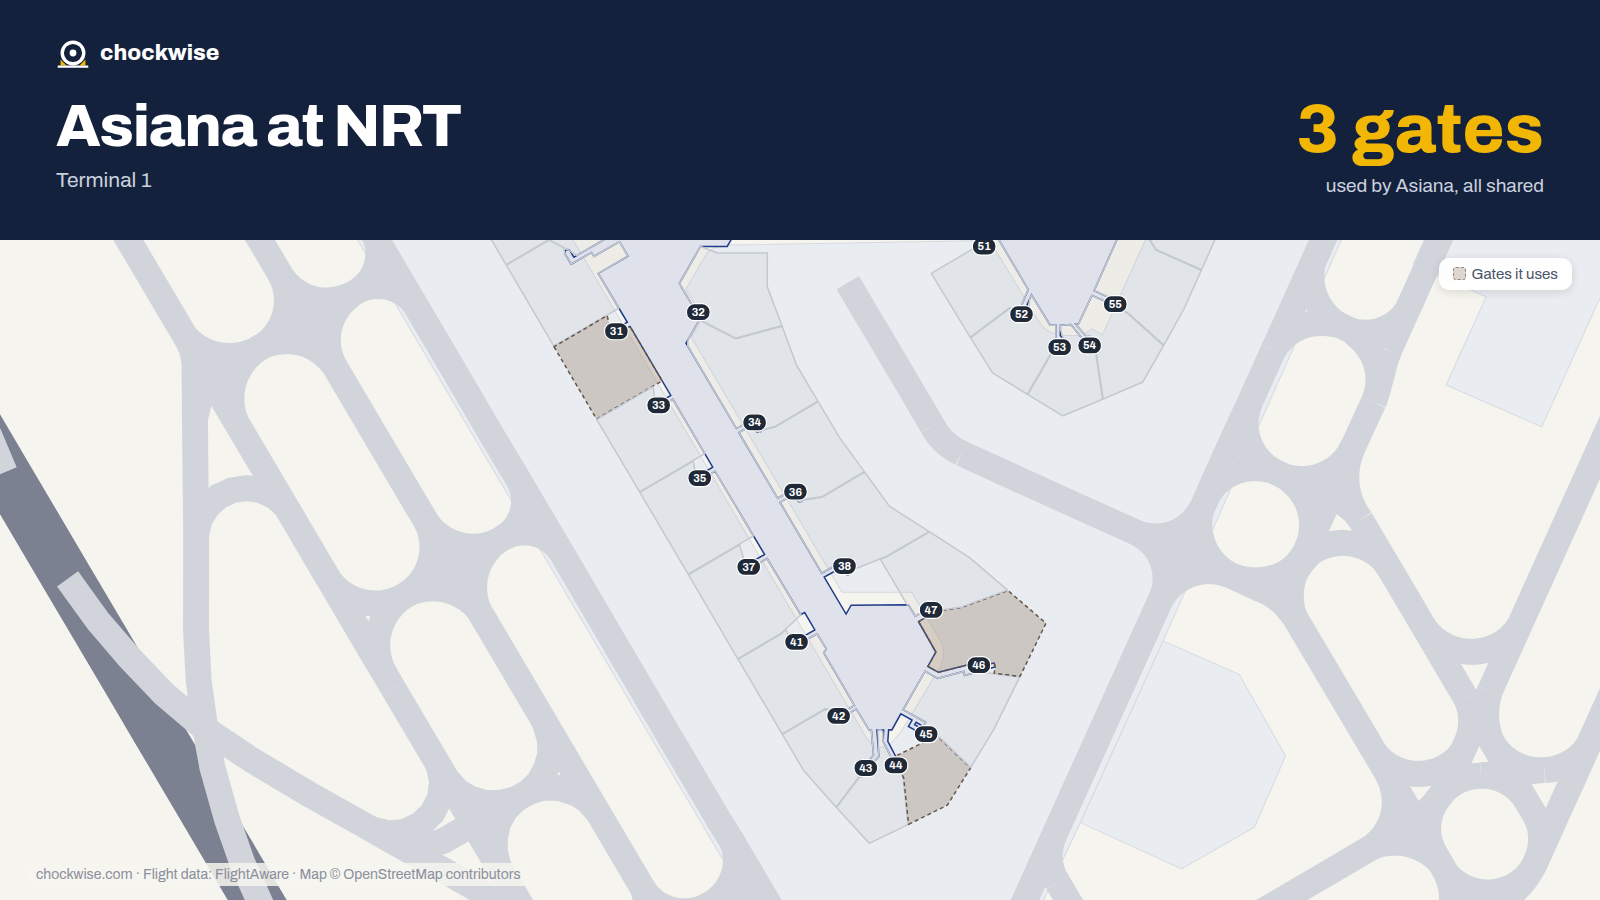 chockwise
Asiana at NRT
Terminal 1
3 gates
used by Asiana, all shared
Gates it uses
51
52
55
53
54
31
32
33
34
35
36
37
38
47
41
46
42
45
43
44
chockwise.com · Flight data: FlightAware · Map © OpenStreetMap contributors